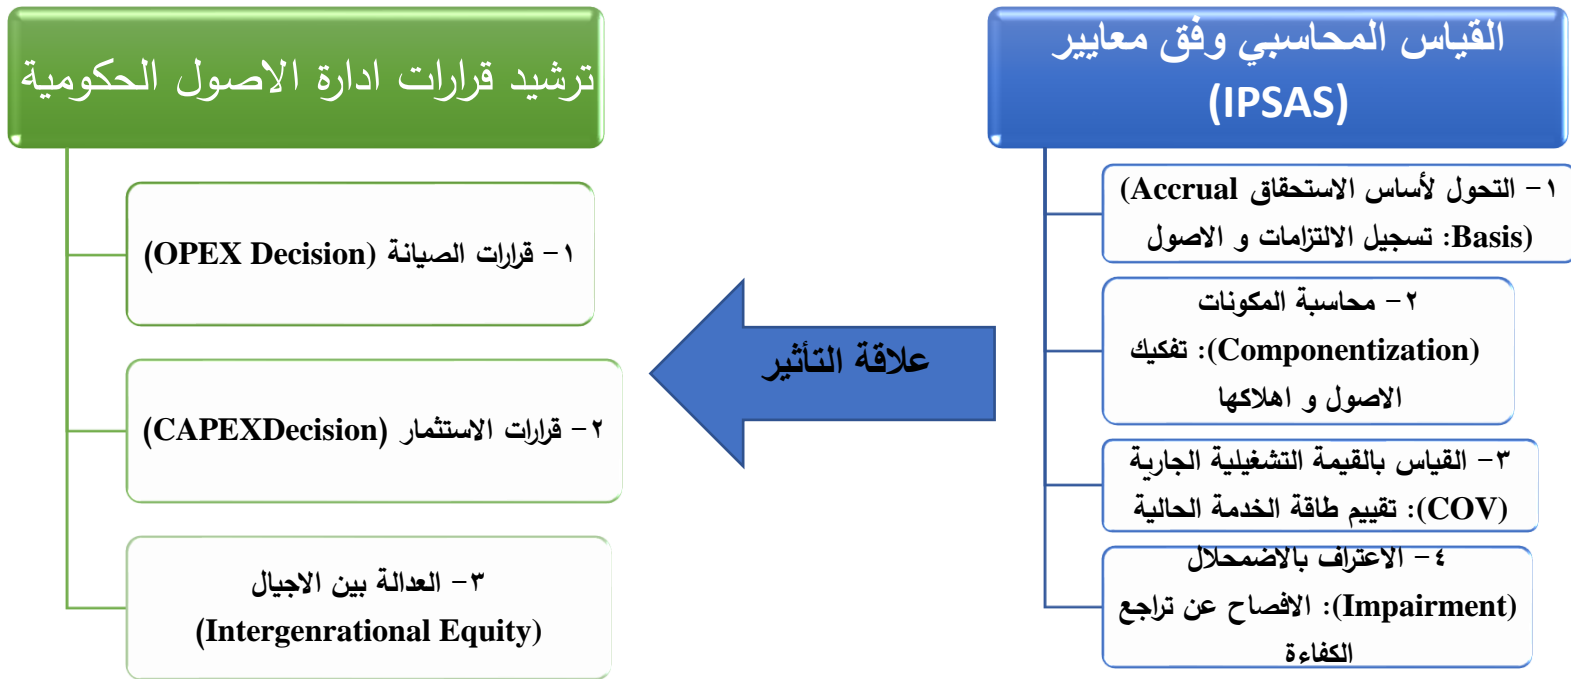 القياس المحاسبي وفق معايير
(IPSAS)
١- التحول لأساس الاستحقاق (Accrual
Basis): تسجيل الالتزامات و الاصول
٢- محاسبة المكونات
(Componentization): تفكيك
الاصول و اهلاكها
٣- القياس بالقيمة التشغيلية الجارية
(COV): تقييم طاقة الخدمة الحالية
٤- الاعتراف بالاضمحلال
(Impairment): الافصاح عن تراجع
الكفاءة
علاقة التأثير
ترشيد قرارات ادارة الاصول الحكومية
١- قرارات الصيانة (OPEX Decision)
٢- قرارات الاستثمار (CAPEXDecision)
٣- العدالة بين الاجيال
(Intergenrational Equity)